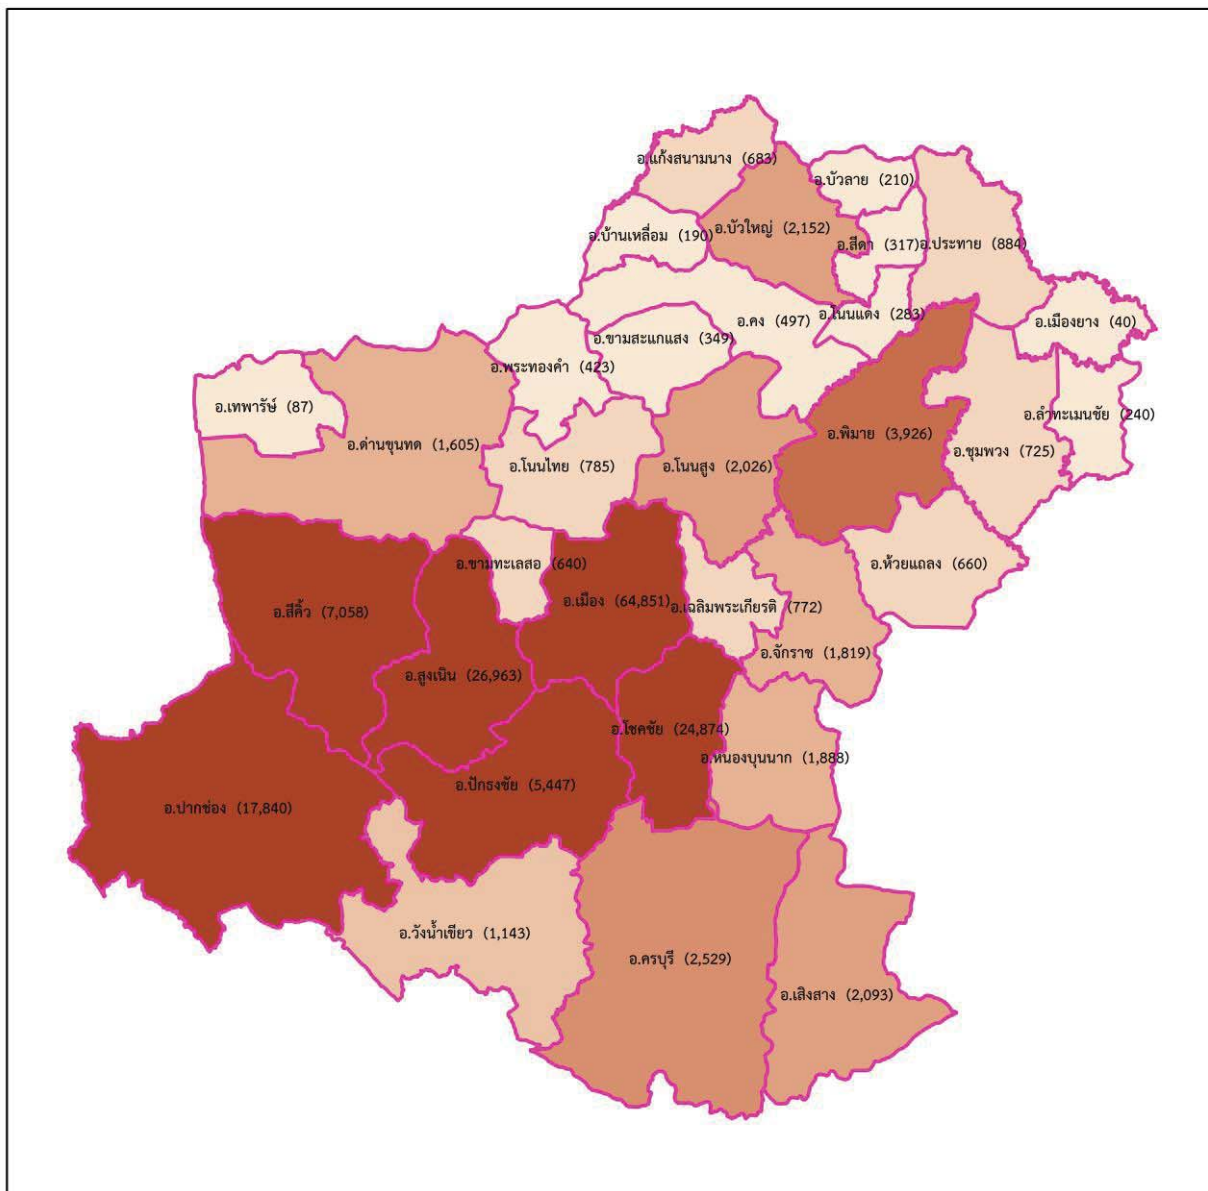 อ.แก้งสนามนาง (683)
อ.บัวลาย (210)
อ.บ้านเหลื่อม (190)
อ.บัวใหญ่ (2,152)
อ.สีดา (317)
อ.ประทาย (884)
อ.คง (497)
อ.โนนแดง (283)
อ.เมืองยาง (40)
อ.ขามสะแกแสง (349)
อ.พระทองคำ (423)
อ.เทพารัษ์ (87)
อ.ลำทะเมนชัย (240)
อ.ด่านขุนทด (1,605)
อ.พิมาย (3,926)
อ.ชุมพวง (725)
อ.โนนไทย (785)
อ.โนนสูง (2,026)
อ.ขามทะเลสอ (640)
อ.ห้วยแถลง (660)
อ.สีคิ้ว (7,058)
อ.เมือง (64,851)
อ.เฉลิมพระเกียรติ (772)
อ.จักราช (1,819)
อ.สูงเนิน (26,963)
อ.โชคชัย (24,874)
อ.หนองบุนนาก (1,888)
อ.ปักธงชัย (5,447)
อ.ปากช่อง (17,840)
อ.วังน้ำเขียว (1,143)
อ.ครบุรี (2,529)
อ.เสิงสาง (2,093)